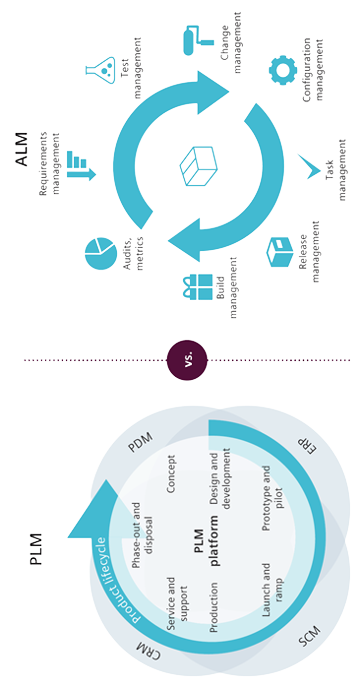 PLM
PDM
ERP
SCM
CRM
Product lifecycle
Phase-out and
disposal
Concept
Service and
support
PLM
platform
Design and
development
Production
Prototype and
pilot
Launch and
ramp
vs.
ALM
Requirements
management
Test
management
Change
management
Configuration
management
Task
management
Release
management
Build
management
Audits,
metrics